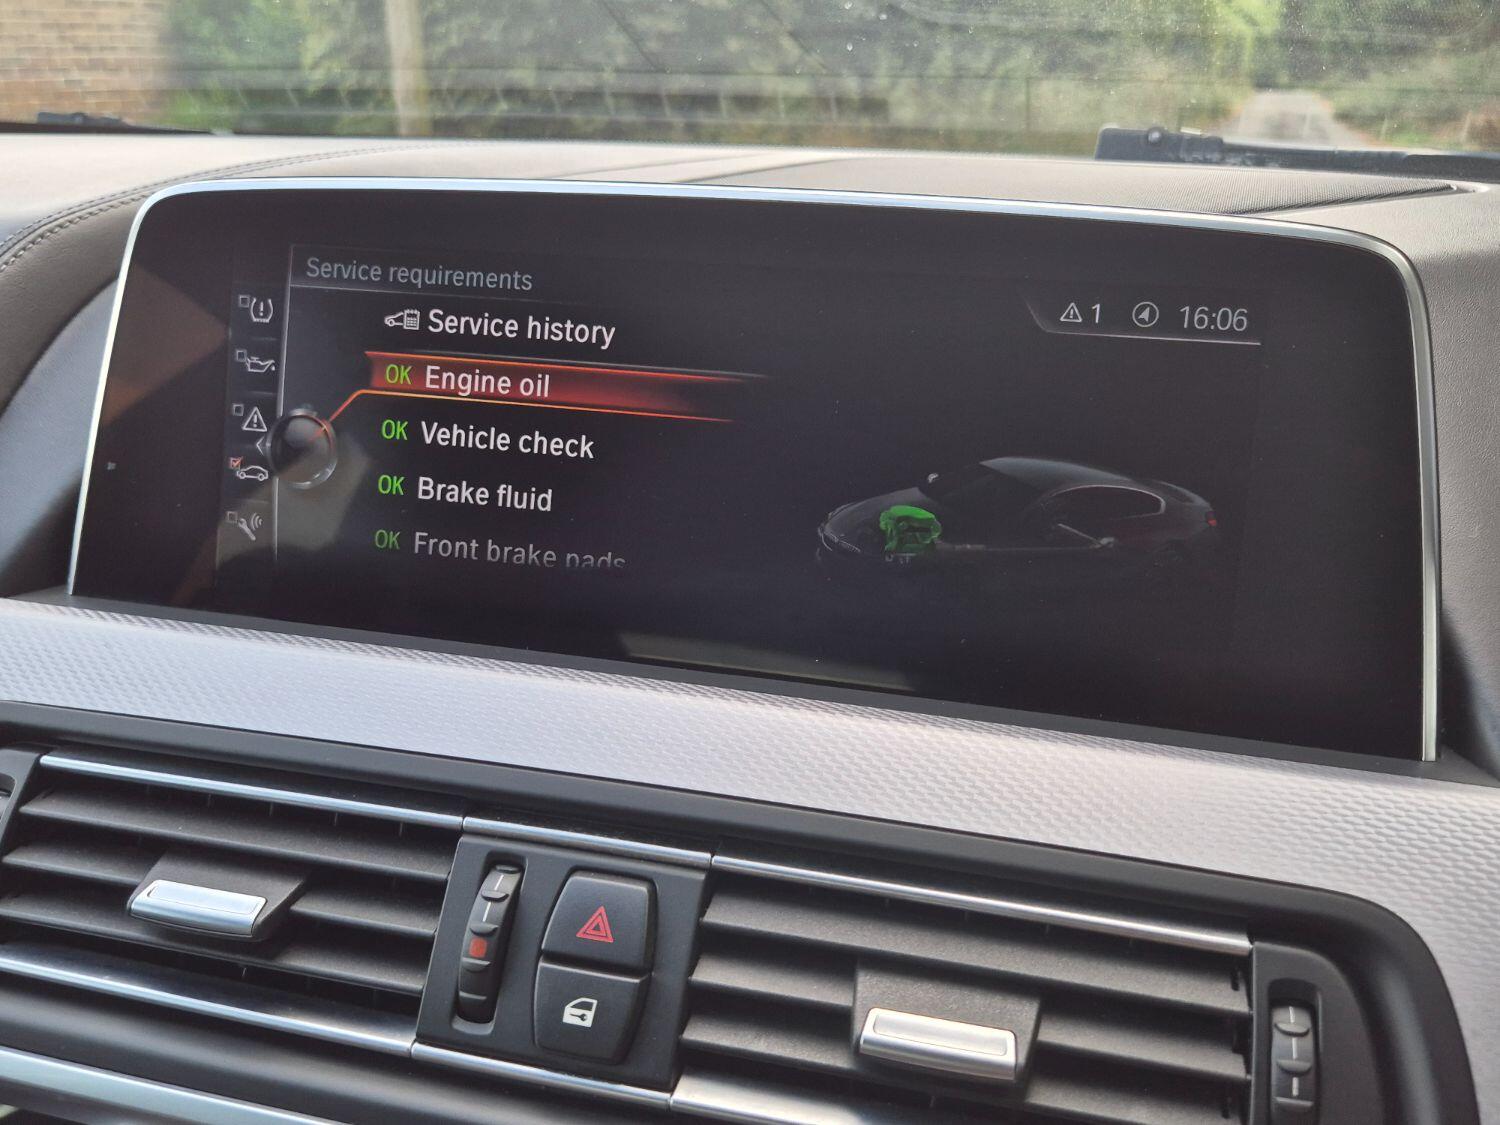 Service requirements
1 16:06
Service history
OK Engine oil
OK Vehicle check
OK Brake fluid
OK Front brake pads